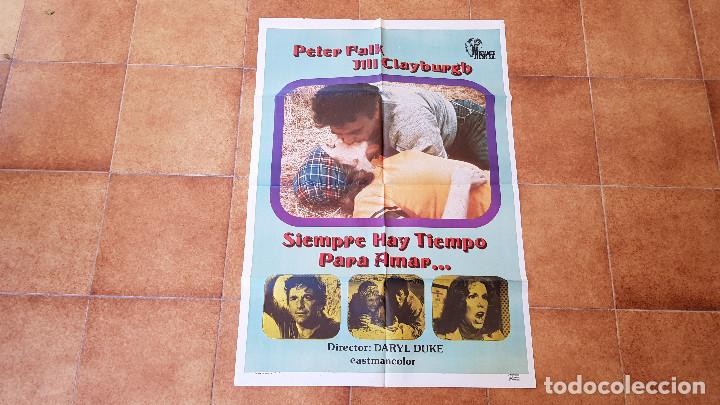 Peter Falk
Jill Clayburgh
Siempre Hay Tiempo
Para Amar...
Director: DARYL DUKE
eastmancolor
todocoleccion